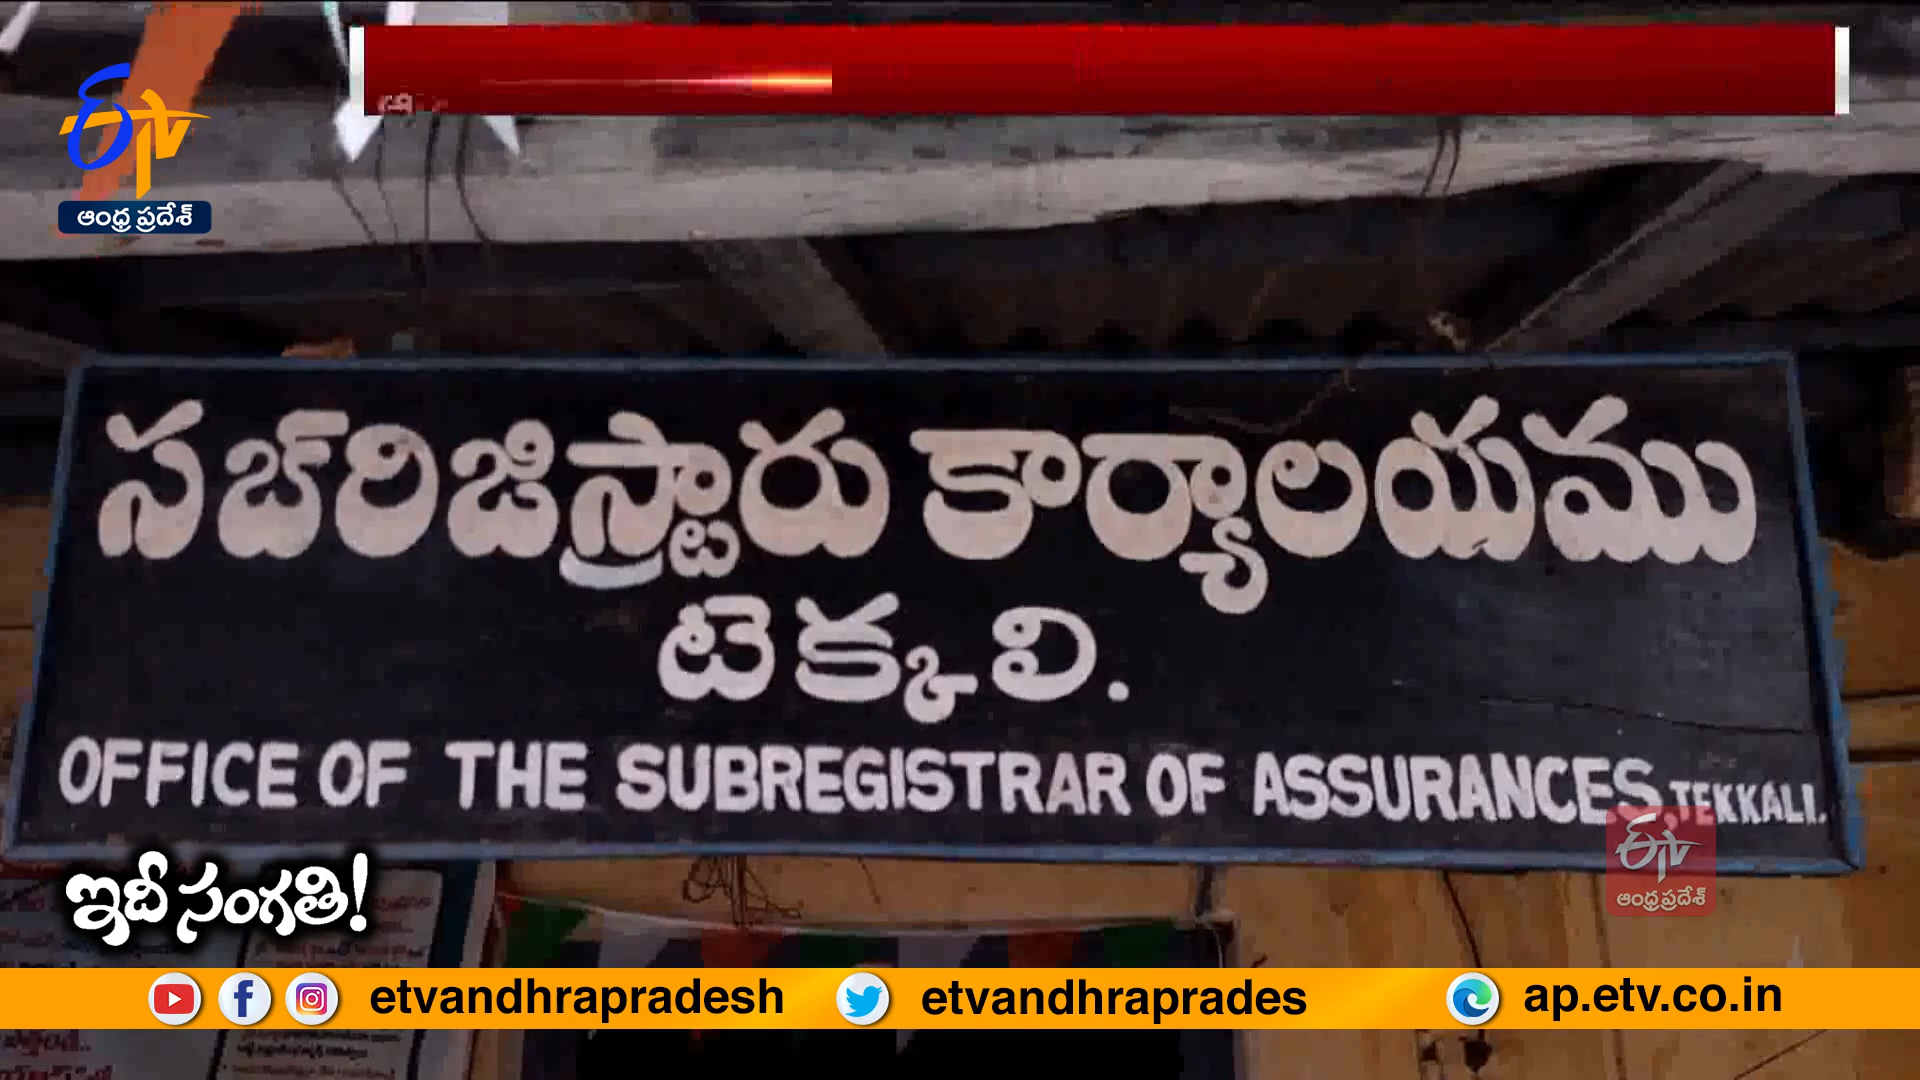 ETV
ఆంధ్ర ప్రదేశ్
సబ్‌రిజిస్ట్రారు కార్యాలయము
టెక్కలి.
OFFICE OF THE SUBREGISTRAR OF ASSURANCES, TEKKALI.
ETV
ఆంధ్రప్రదేశ్
ఇదీ సంగతి!
etvandhrapradesh
etvandhraprades
ap.etv.co.in